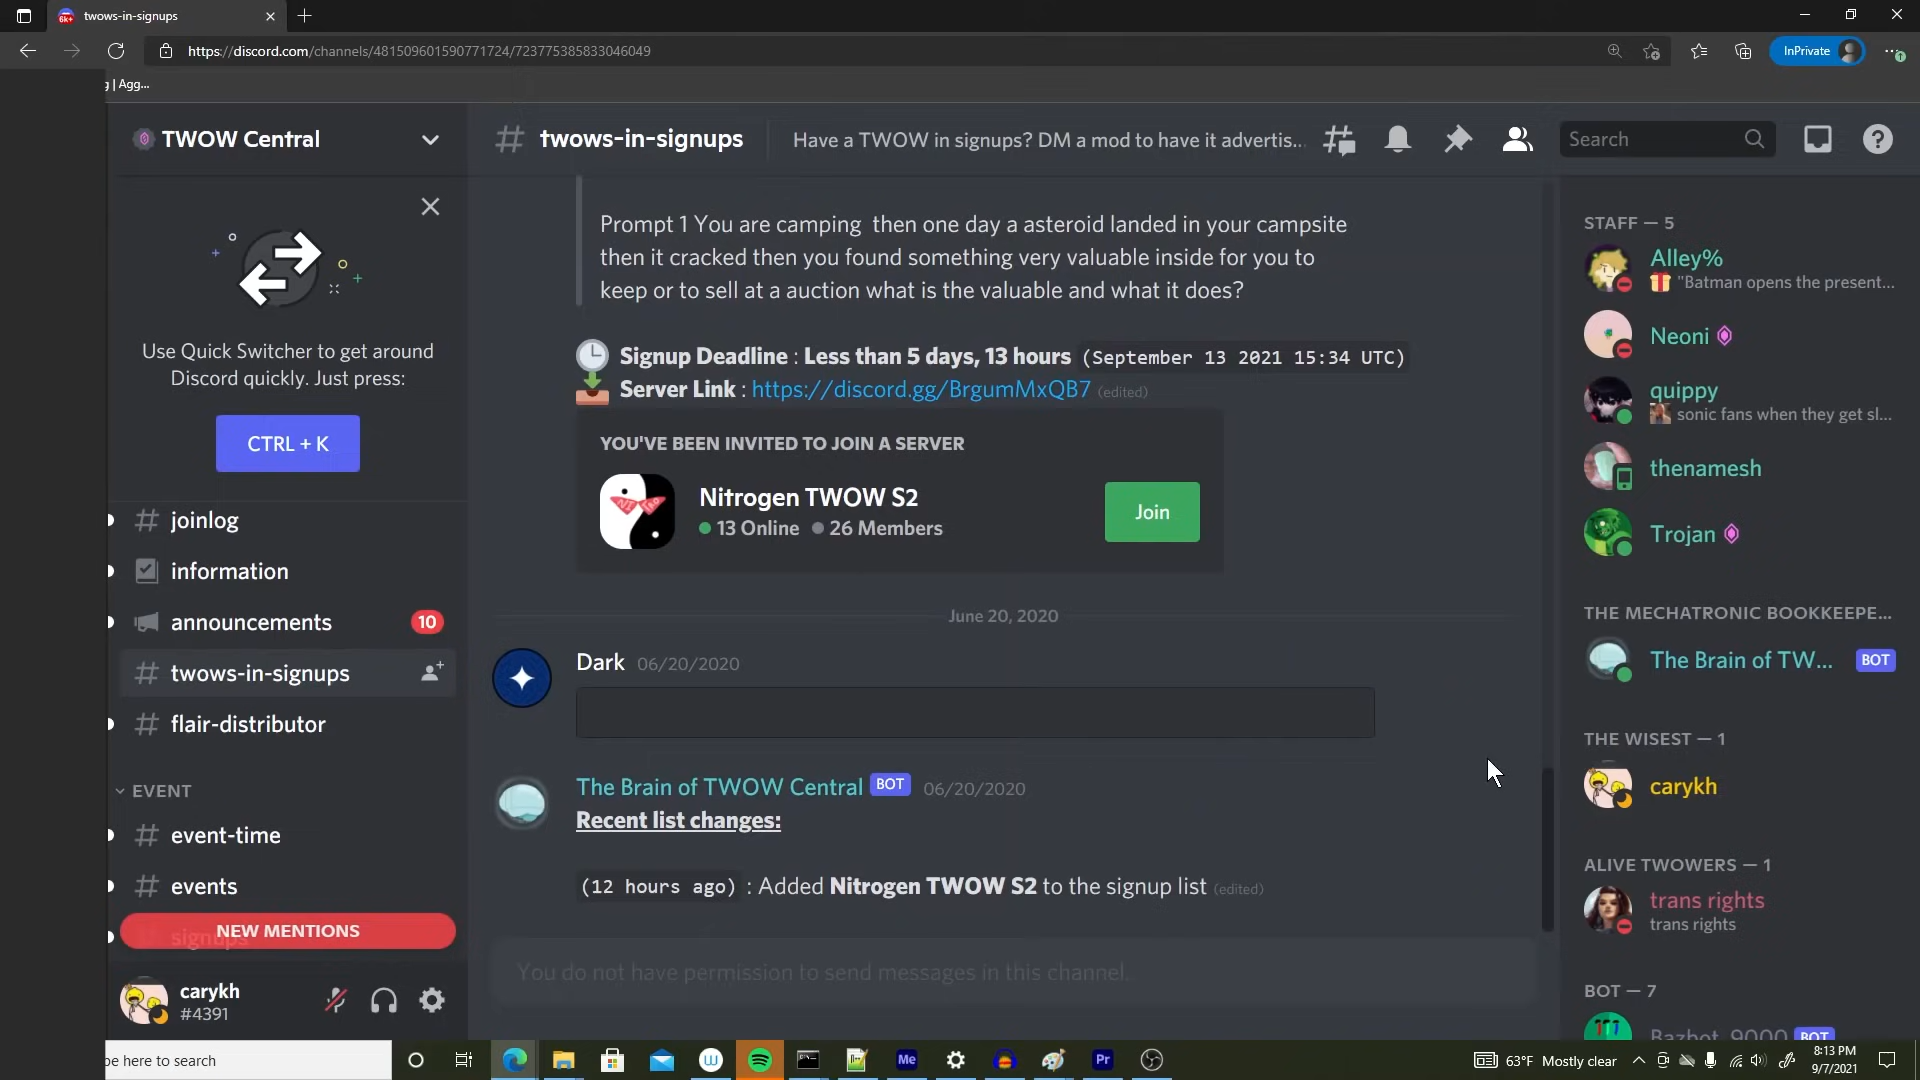 twows-in-signups
https://discord.com/channels/481509601590771724/723775385833046049
InPrivate
g | Agg...
TWOW Central
twows-in-signups
Have a TWOW in signups? DM a mod to have it advertis...
Search
Use Quick Switcher to get around
Discord quickly. Just press:
CTRL + K
joinlog
information
announcements
10
twows-in-signups
flair-distributor
EVENT
event-time
events
signups
NEW MENTIONS
carykh
#4391
Prompt 1 You are camping  then one day a asteroid landed in your campsite
then it cracked then you found something very valuable inside for you to
keep or to sell at a auction what is the valuable and what it does?
Signup Deadline : Less than 5 days, 13 hours (September 13 2021 15:34 UTC)
Server Link : https://discord.gg/BrgumMxQB7 (edited)
YOU'VE BEEN INVITED TO JOIN A SERVER
NITRO
Nitrogen TWOW S2
13 Online 26 Members
Join
June 20, 2020
Dark 06/20/2020
The Brain of TWOW Central BOT 06/20/2020
Recent list changes:
(12 hours ago) : Added Nitrogen TWOW S2 to the signup list (edited)
You do not have permission to send messages in this channel.
STAFF — 5
Alley%
"Batman opens the present...
Neoni
quippy
sonic fans when they get sl...
thenamesh
Trojan
THE MECHATRONIC BOOKKEEPE...
The Brain of TW... BOT
THE WISEST — 1
carykh
ALIVE TWOWERS — 1
trans rights
trans rights
BOT — 7
Bazbot 9000 BOT
be here to search
Me
Pr
63°F Mostly clear
8:13 PM
9/7/2021